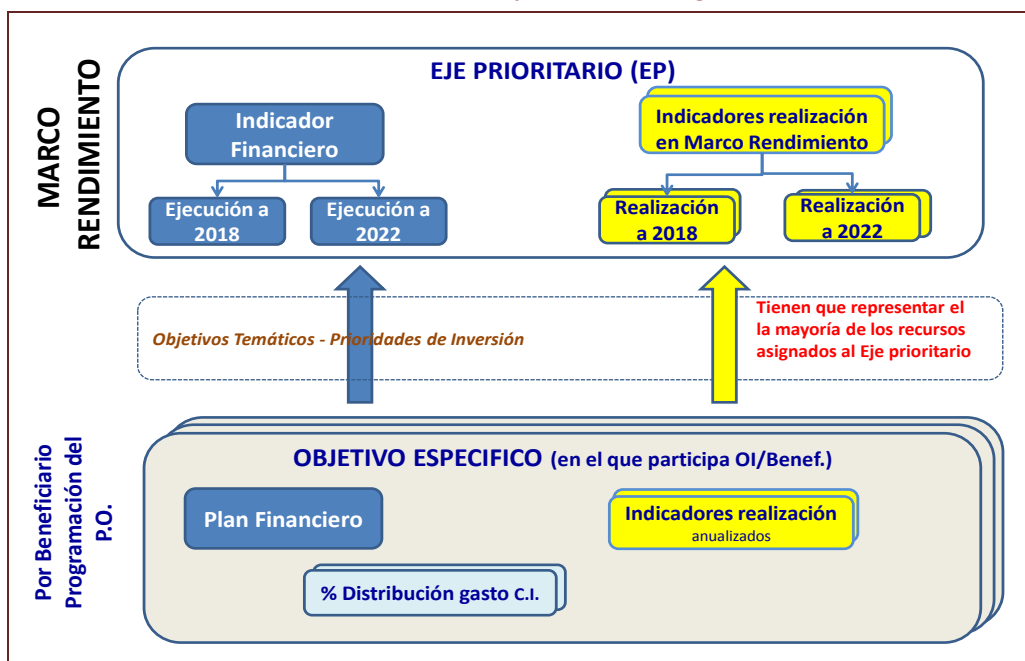 MARCO
RENDIMIENTO
EJE PRIORITARIO (EP)
Indicador
Financiero
Ejecución a
2018
Ejecución a
2022
Indicadores realización
en Marco Rendimiento
Realización
a 2018
Realización
a 2022
Objetivos Temáticos - Prioridades de Inversión
Tienen que representar el
la mayoría de los recursos
asignados al Eje prioritario
Por Beneficiario
Programación del
P.O.
OBJETIVO ESPECIFICO (en el que participa OI/Benef.)
Plan Financiero
Indicadores realización
anualizados
% Distribución gasto C.I.